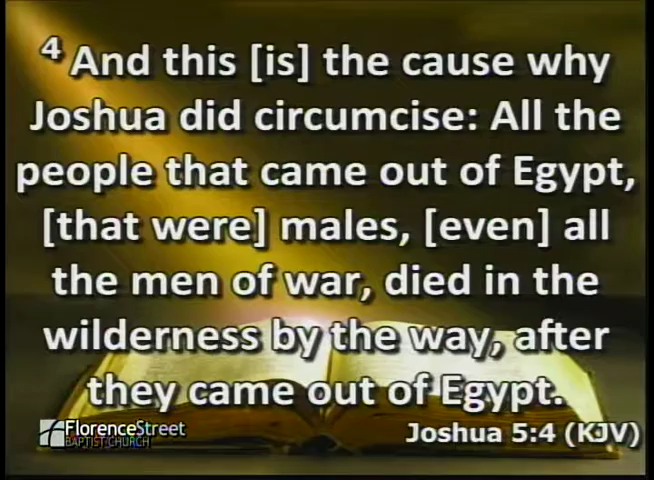 4 And this [is] the cause why
Joshua did circumcise: All the
people that came out of Egypt,
[that were] males, [even] all
the men of war, died in the
wilderness by the way, after
they came out of Egypt.
Joshua 5:4 (KJV)
FlorenceStreet
BAPTIST CHURCH